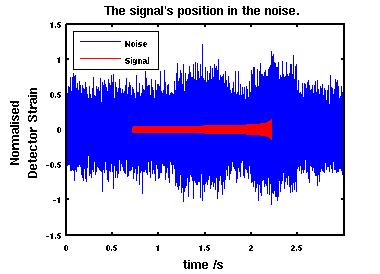 The signal's position in the noise.
Normalised
Detector Strain
1.5
1
0.5
0
-0.5
-1
-1.5
Noise
Signal
0 0.5 1 1.5 2 2.5
time /s